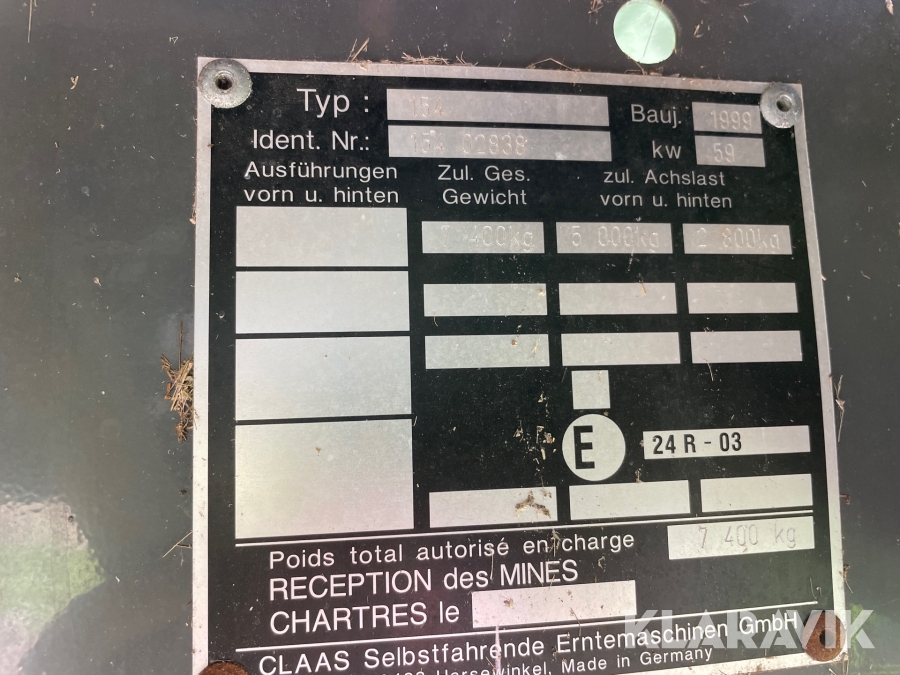 Typ : 154
Bauj. 1999
Ident. Nr.: 154 02838
kw 59
Ausführungen vorn u. hinten
Zul. Ges. Gewicht
zul. Achslast vorn u. hinten
400kg 5 000kg 2 800kg
E 24 R - 03
Poids total autorisé en charge 7 400 kg
RECEPTION des MINES
CHARTRES le
CLAAS Selbstfahrende Erntemaschinen GmbH
Harsewinkel, Made in Germany
KLARAVIK